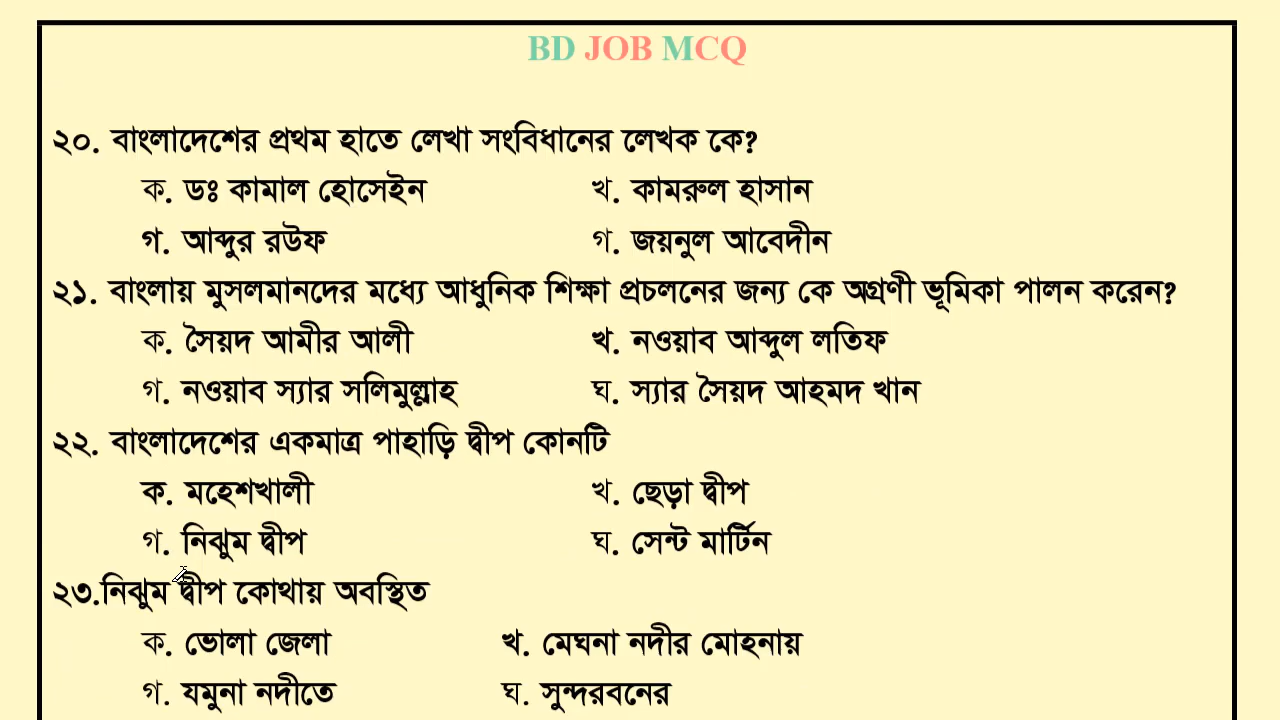 BD JOB MCQ
২০. বাংলাদেশের প্রথম হাতে লেখা সংবিধানের লেখক কে?
ক. ডঃ কামাল হোসেইন খ. কামরুল হাসান
গ. আব্দুর রউফ গ. জয়নুল আবেদীন
২১. বাংলায় মুসলমানদের মধ্যে আধুনিক শিক্ষা প্রচলনের জন্য কে অগ্রণী ভূমিকা পালন করেন?
ক. সৈয়দ আমীর আলী খ. নওয়াব আব্দুল লতিফ
গ. নওয়াব স্যার সলিমুল্লাহ ঘ. স্যার সৈয়দ আহমদ খান
২২. বাংলাদেশের একমাত্র পাহাড়ি দ্বীপ কোনটি
ক. মহেশখালী খ. ছেড়া দ্বীপ
গ. নিঝুম দ্বীপ ঘ. সেন্ট মার্টিন
২৩.নিঝুম দ্বীপ কোথায় অবস্থিত
ক. ভোলা জেলা খ. মেঘনা নদীর মোহনায়
গ. যমুনা নদীতে ঘ. সুন্দরবনের